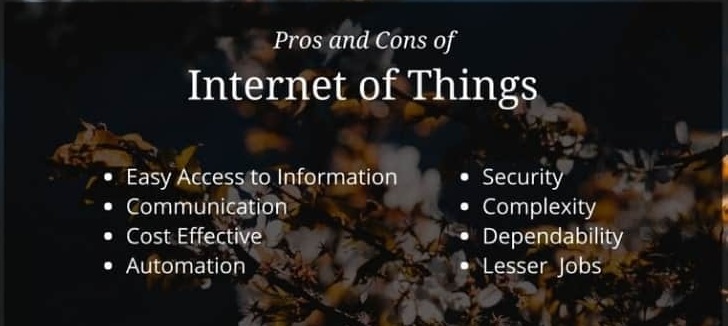 Pros and Cons of
Internet of Things
• Easy Access to Information
• Communication
• Cost Effective
• Automation
• Security
• Complexity
• Dependability
• Lesser Jobs